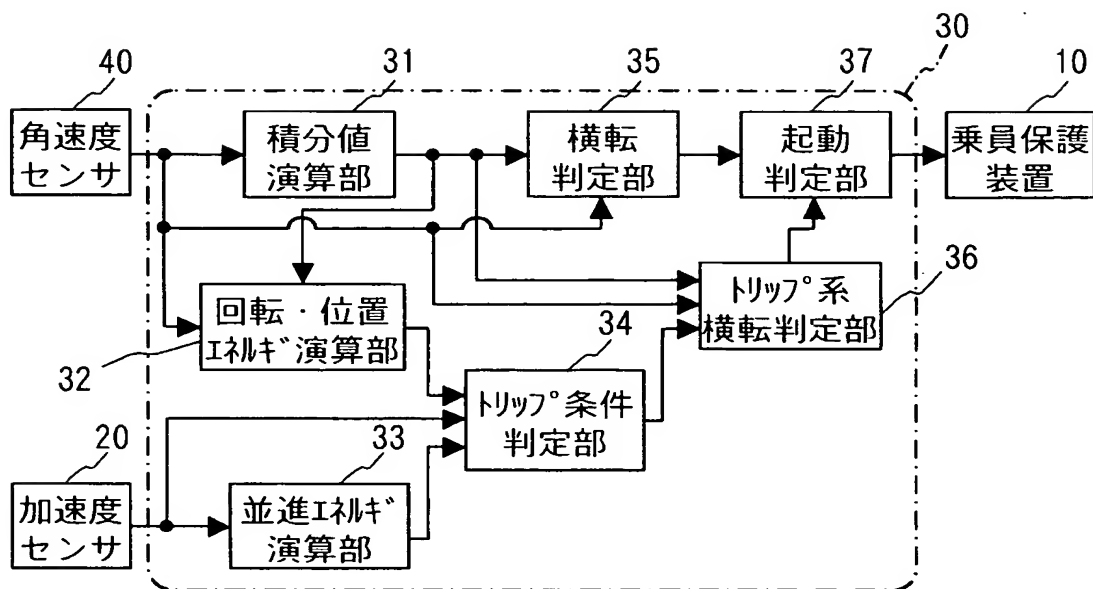 30
40
31
35
37
10
角速度
センサ
積分値
演算部
横転
判定部
起動
判定部
乗員保護
装置
回転・位置
エネルギ演算部
32
トリップ系
横転判定部
36
34
トリップ条件
判定部
20
加速度
センサ
33
並進エネルギ
演算部